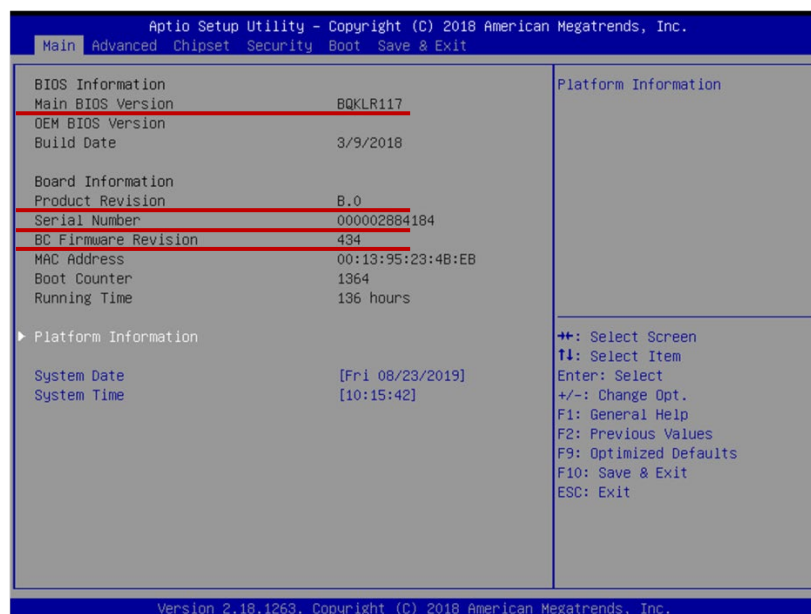 Aptio Setup Utility – Copyright (C) 2018 American Megatrends, Inc.
Main Advanced Chipset Security Boot Save & Exit
BIOS Information
Main BIOS Version BQKLR117
OEM BIOS Version
Build Date 3/9/2018
Board Information
Product Revision B.0
Serial Number 000002884184
BC Firmware Revision 434
MAC Address 00:13:95:23:4B:EB
Boot Counter 1364
Running Time 136 hours
► Platform Information
System Date [Fri 08/23/2019]
System Time [10:15:42]
Platform Information
→←: Select Screen
↑↓: Select Item
Enter: Select
+/-: Change Opt.
F1: General Help
F2: Previous Values
F9: Optimized Defaults
F10: Save & Exit
ESC: Exit
Version 2.18.1263. Copyright (C) 2018 American Megatrends, Inc.